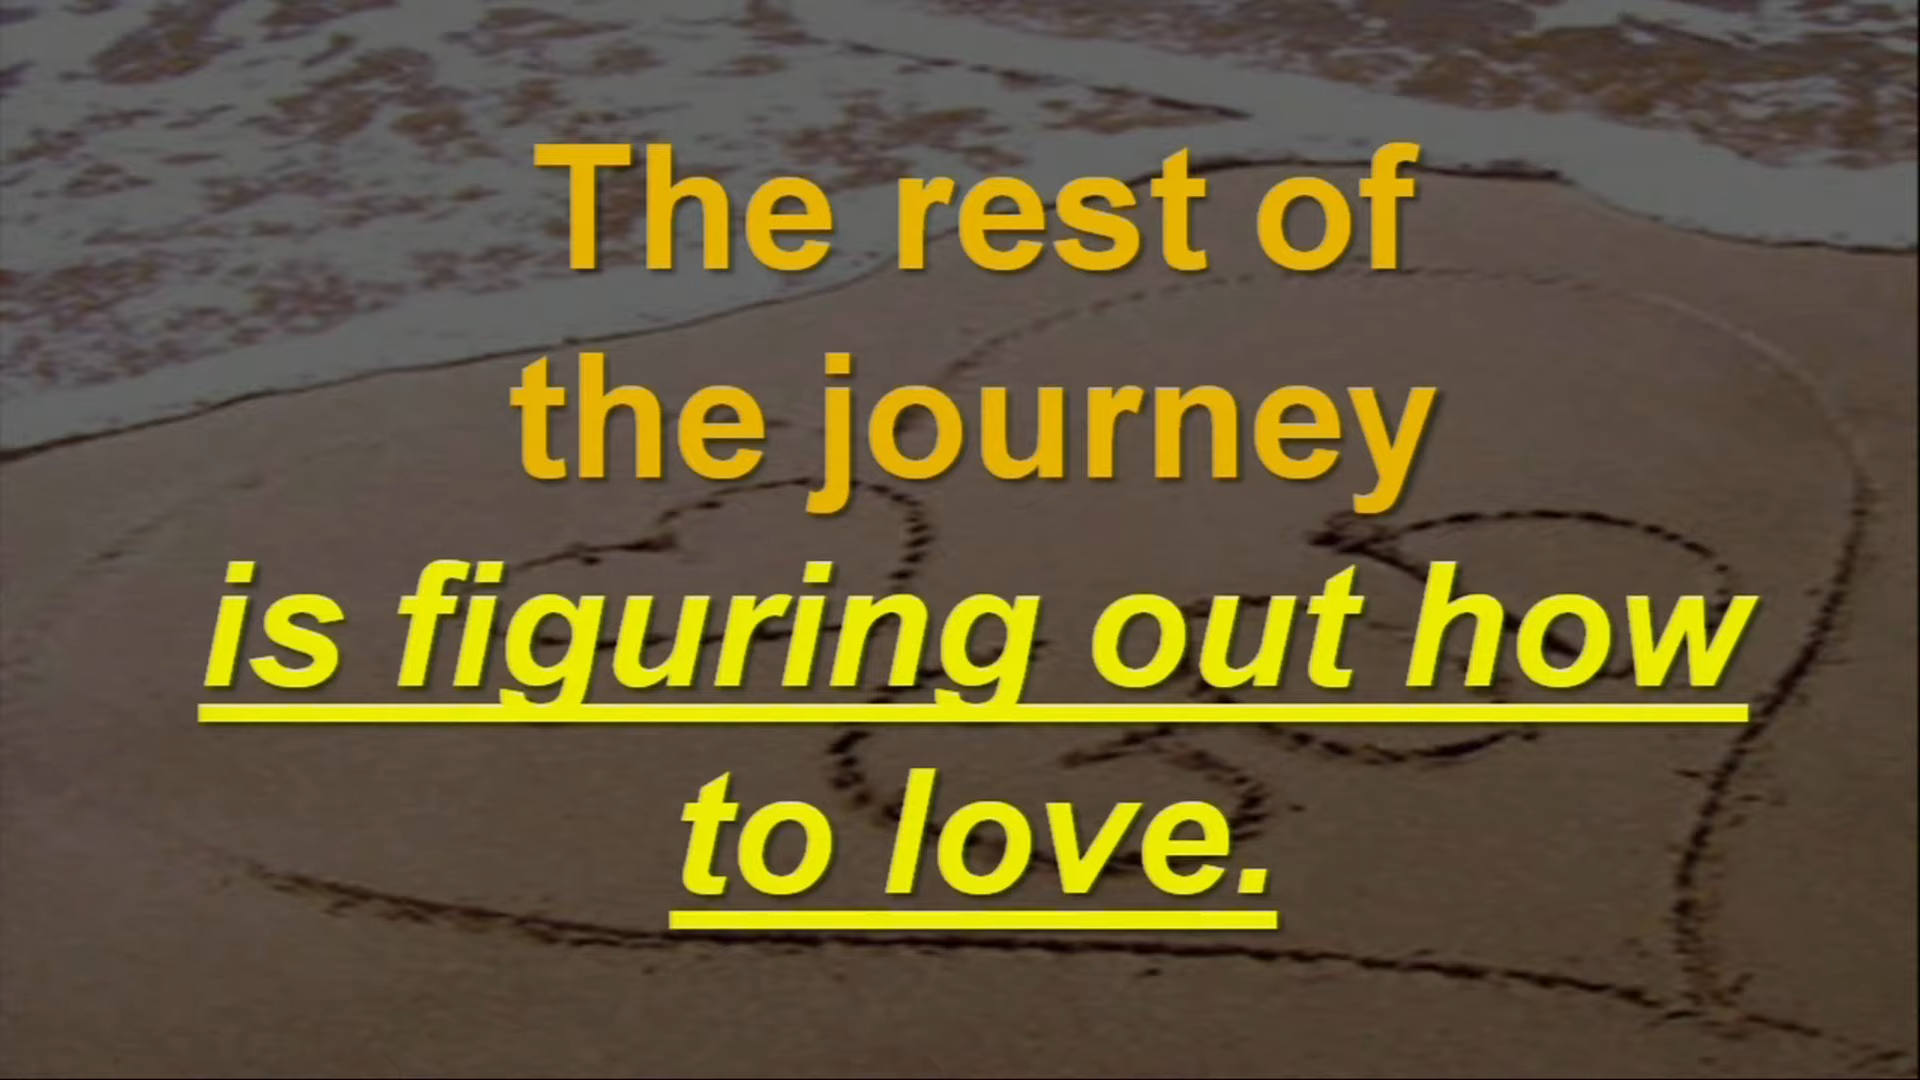 The rest of
the journey
is figuring out how
to love.